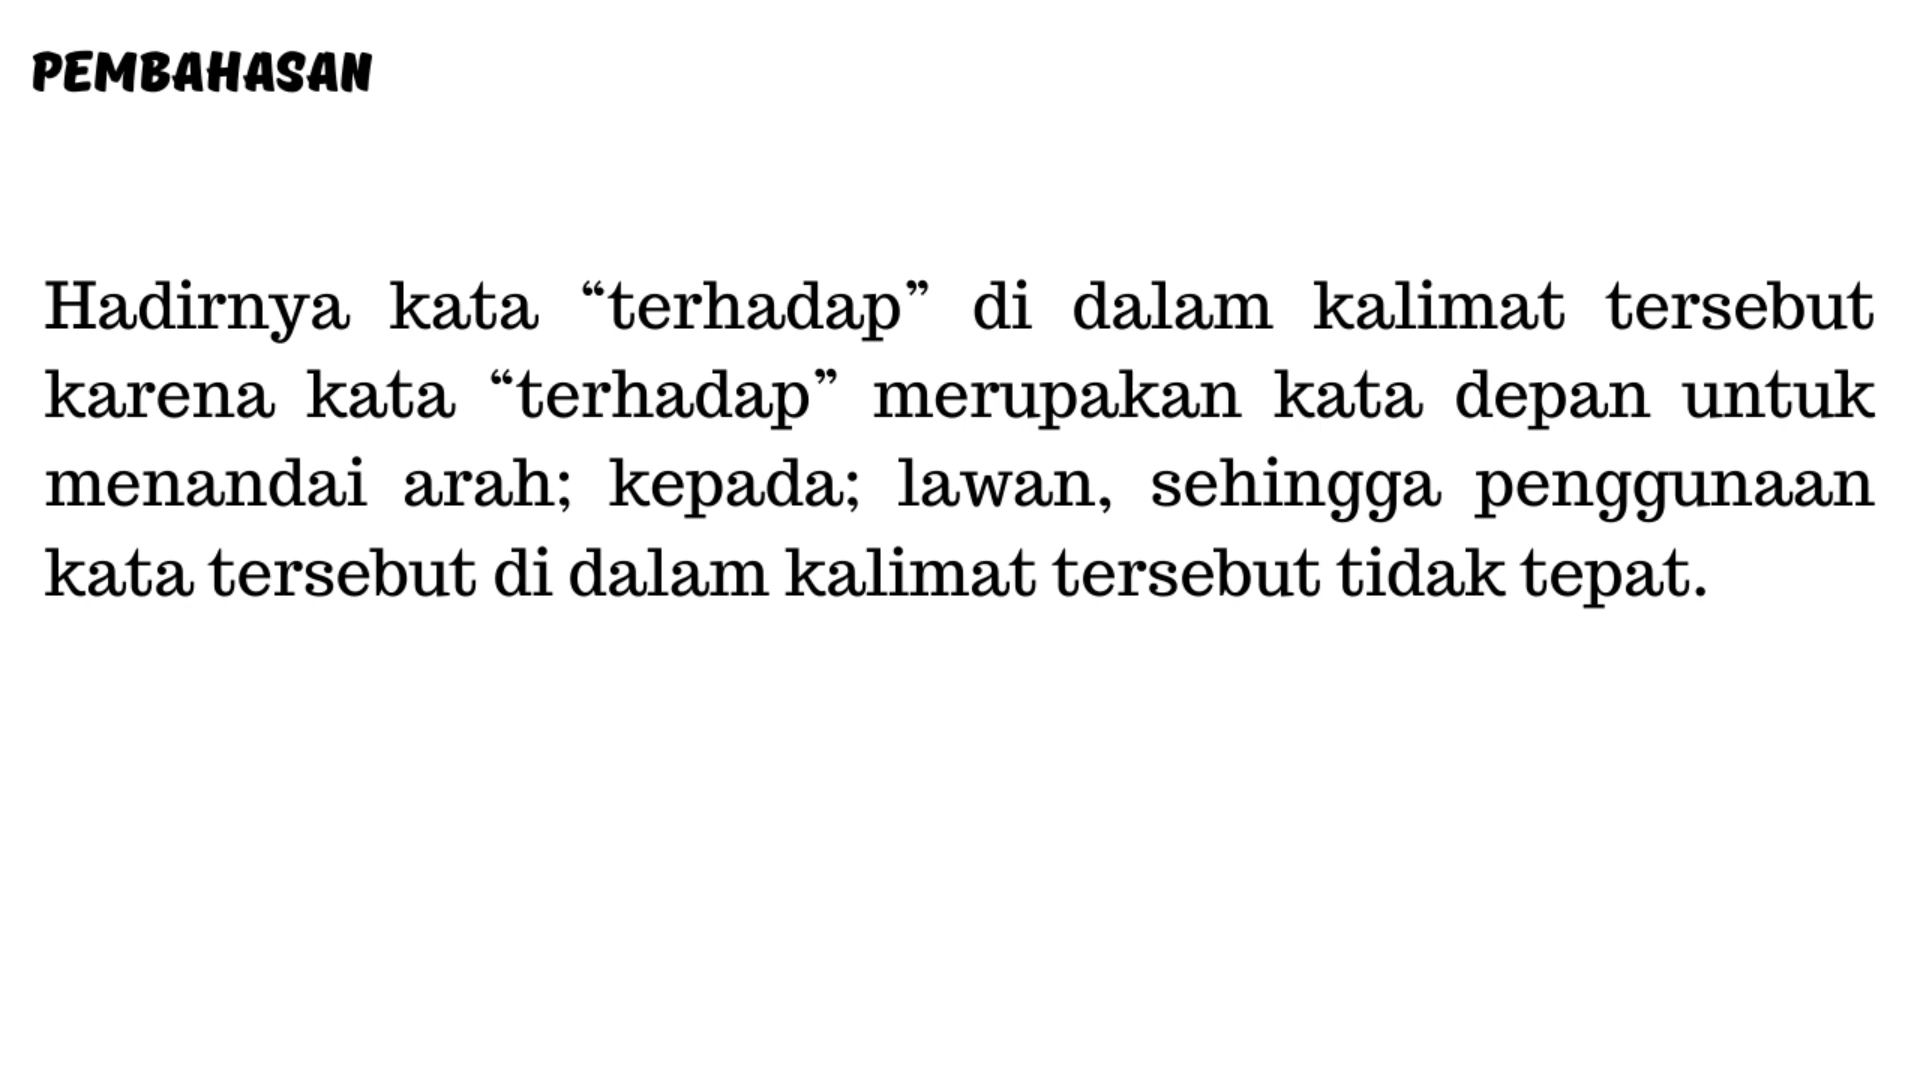 PEMBAHASAN
Hadirnya kata “terhadap” di dalam kalimat tersebut
karena kata “terhadap” merupakan kata depan untuk
menandai arah; kepada; lawan, sehingga penggunaan
kata tersebut di dalam kalimat tersebut tidak tepat.